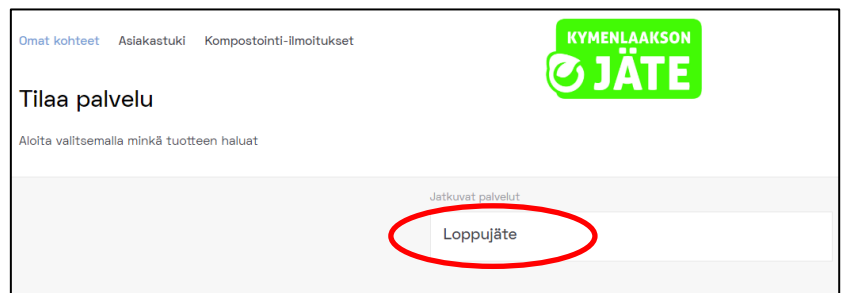 Omat kohteet Asiakastuki Kompostointi-ilmoitukset
KYMENLAAKSON
JÄTE
Tilaa palvelu
Aloita valitsemalla minkä tuotteen haluat
Jatkuvat palvelut
Loppujäte